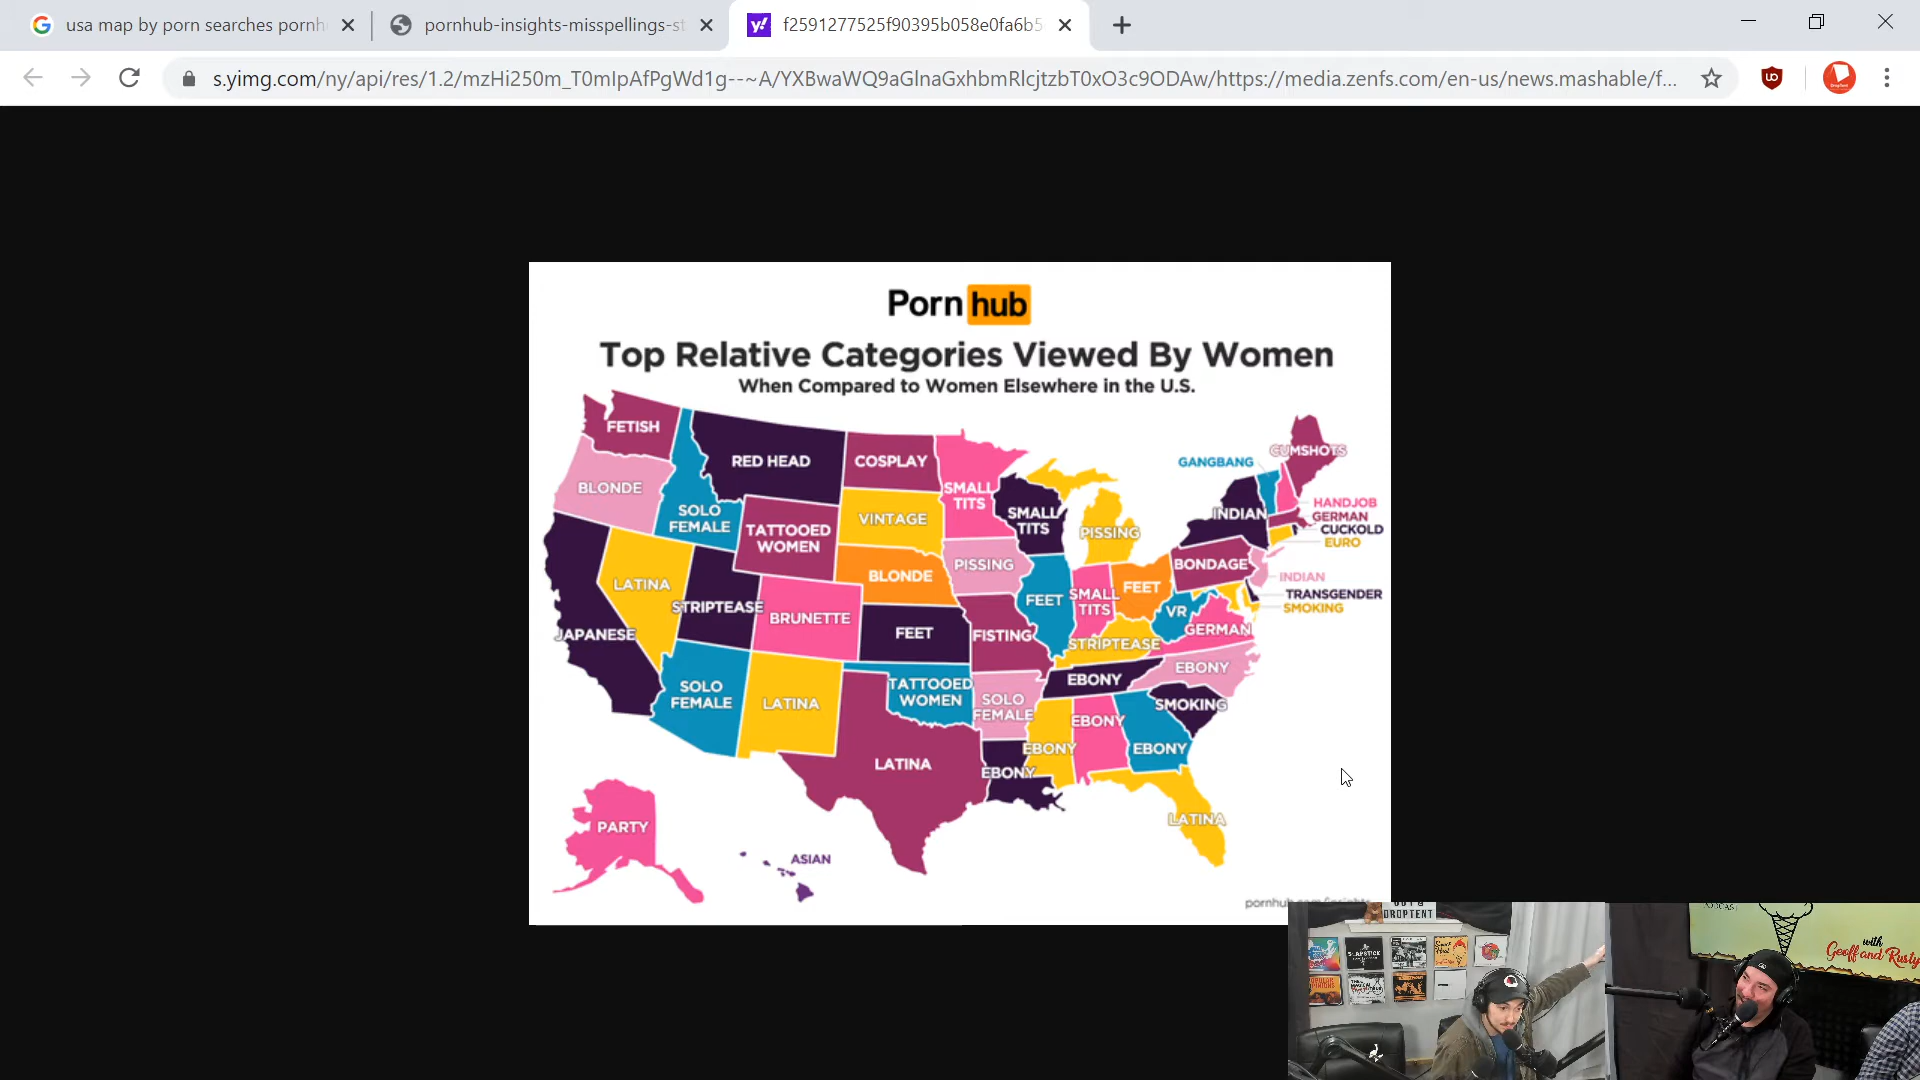 usa map by porn searches pornh
pornhub-insights-misspellings-st
f2591277525f90395b058e0fa6b5
s.yimg.com/ny/api/res/1.2/mzHi250m_T0mIpAfPgWd1g--~A/YXBwaWQ9aGlnaGxhbmRlcjtzbT0xO3c9ODAw/https://media.zenfs.com/en-us/news.mashable/f...
Porn hub
Top Relative Categories Viewed By Women
When Compared to Women Elsewhere in the U.S.
FETISH
BLONDE
RED HEAD
SOLO
FEMALE
COSPLAY
SMALL
TITS
SMALL
TITS
VINTAGE
TATTOOED
WOMEN
PISSING
INDIAN
GANGBANG
CUMSHOTS
HANDJOB
GERMAN
CUCKOLD
EURO
INDIAN
TRANSGENDER
SMOKING
BONDAGE
BLONDE
PISSING
LATINA
STRIPTEASE
BRUNETTE
FEET
FEET
SMALL
TITS
FEET
VR
GERMAN
JAPANESE
FISTING
STRIPTEASE
EBONY
EBONY
SOLO
FEMALE
LATINA
TATTOOED
WOMEN
SOLO
FEMALE
SMOKING
EBONY
EBONY
EBONY
EBONY
LATINA
LATINA
PARTY
ASIAN
DROPTENT
with
Geoff and Rusty